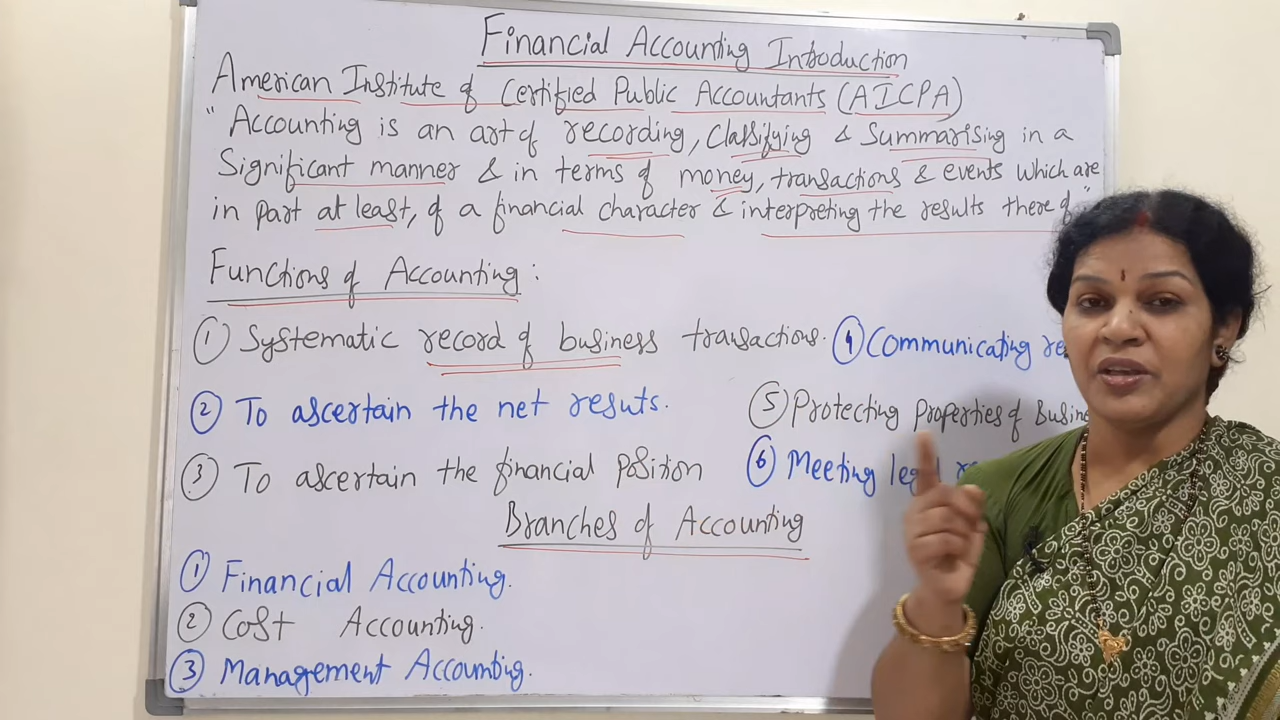 Financial Accounting Introduction
American Institute of Certified Public Accountants (AICPA)
"Accounting is an art of recording, Classifying & Summarising in a
Significant manner & in terms of money, transactions & events which are
in part at least, of a financial character & interpreting the results there of"
Functions of Accounting :
① Systematic record of business transactions.
② To ascertain the net resuts.
③ To ascertain the financial position
④ Communicating
⑤ Protecting Properties of
⑥ Meeting
Branches of Accounting
① Financial Accounting.
② Cost Accounting.
③ Management Accounting.